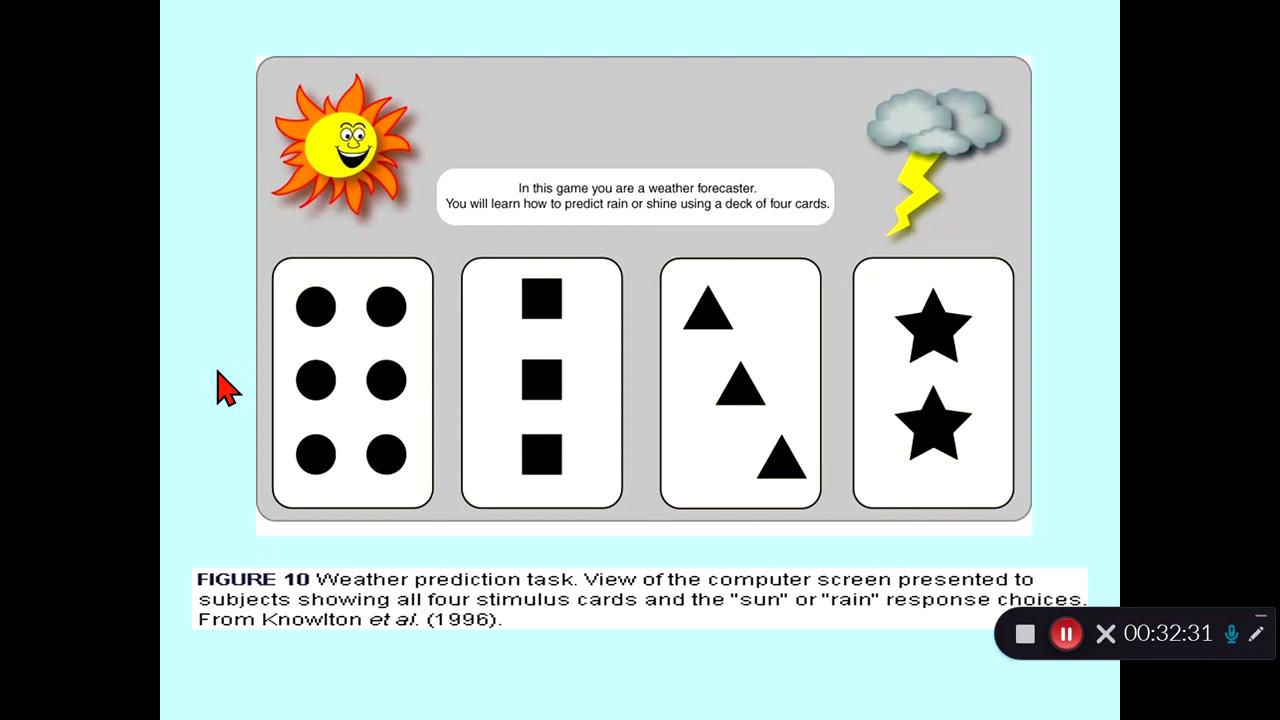 In this game you are a weather forecaster.
You will learn how to predict rain or shine using a deck of four cards.
FIGURE 10 Weather prediction task. View of the computer screen presented to
subjects showing all four stimulus cards and the "sun" or "rain" response choices.
From Knowlton et al. (1996).
00:32:31